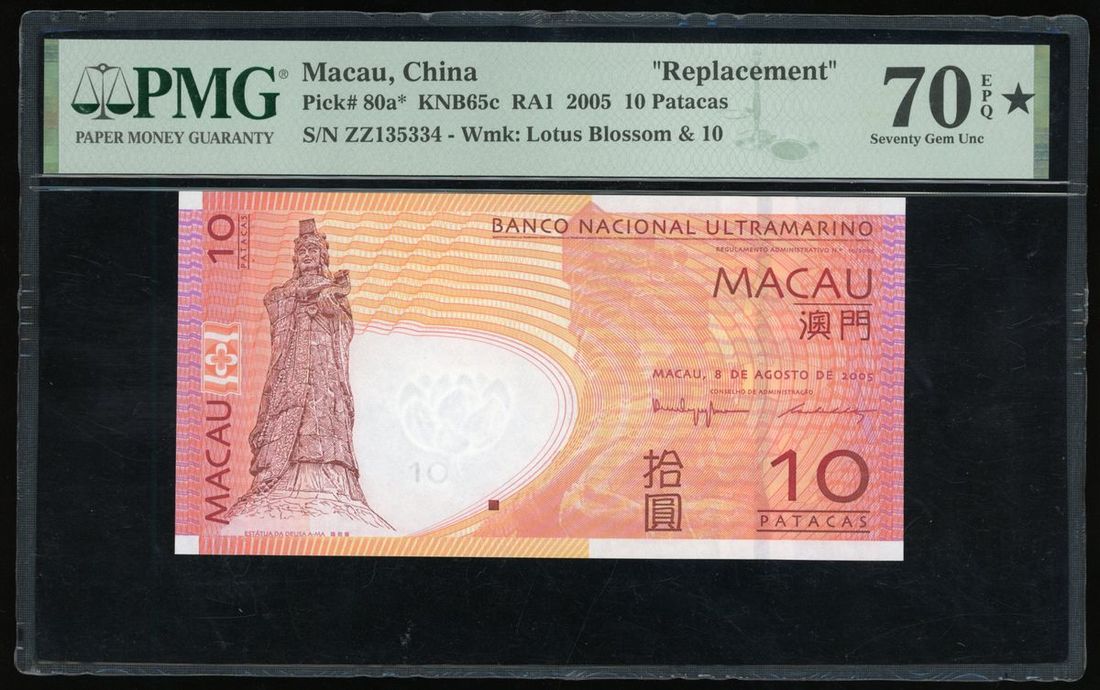 PMG®
PAPER MONEY GUARANTY
Macau, China "Replacement"
Pick# 80a* KNB65c RA1 2005 10 Patacas
S/N ZZ135334 - Wmk: Lotus Blossom & 10
70 EPQ ★
Seventy Gem Unc
10 PATACAS
MACAU
BANCO NACIONAL ULTRAMARINO
REGULAMENTO ADMINISTRATIVO N.º
MACAU
澳門
MACAU, 8 DE AGOSTO DE 2005
CONSELHO DE ADMINISTRAÇÃO
10
拾圓
10
PATACAS
ESTÁTUA DA DEUSA A-MA